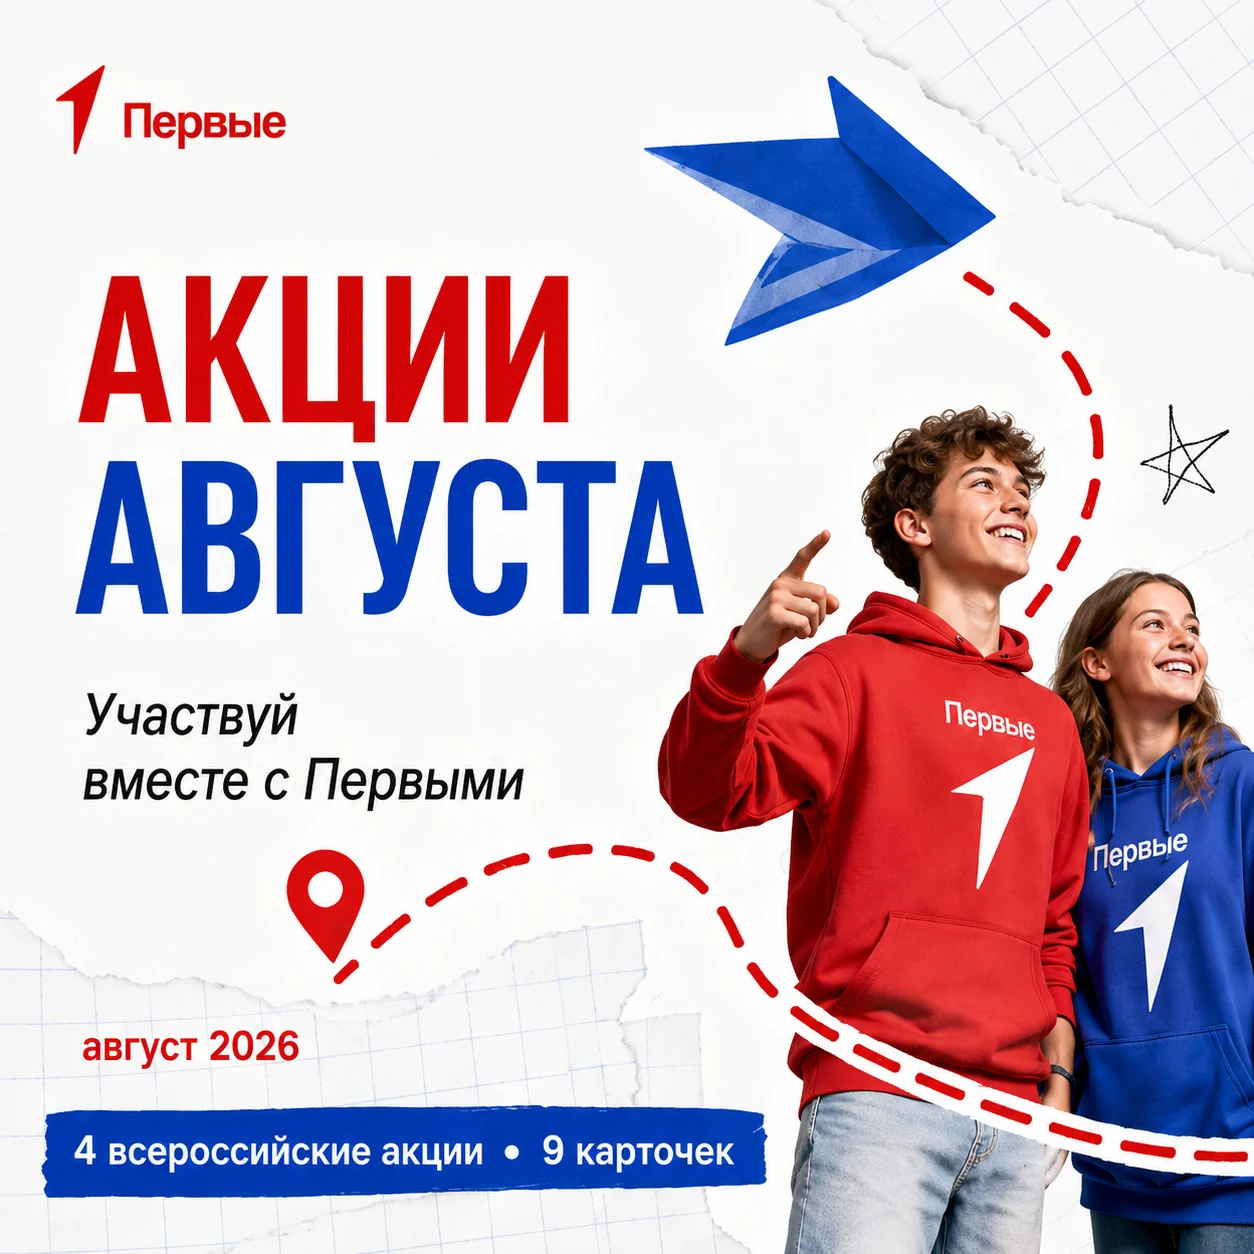 Первые
АКЦИИ
АВГУСТА
Участвуй
вместе с Первыми
Первые
Первые
август 2026
4 всероссийские акции • 9 карточек